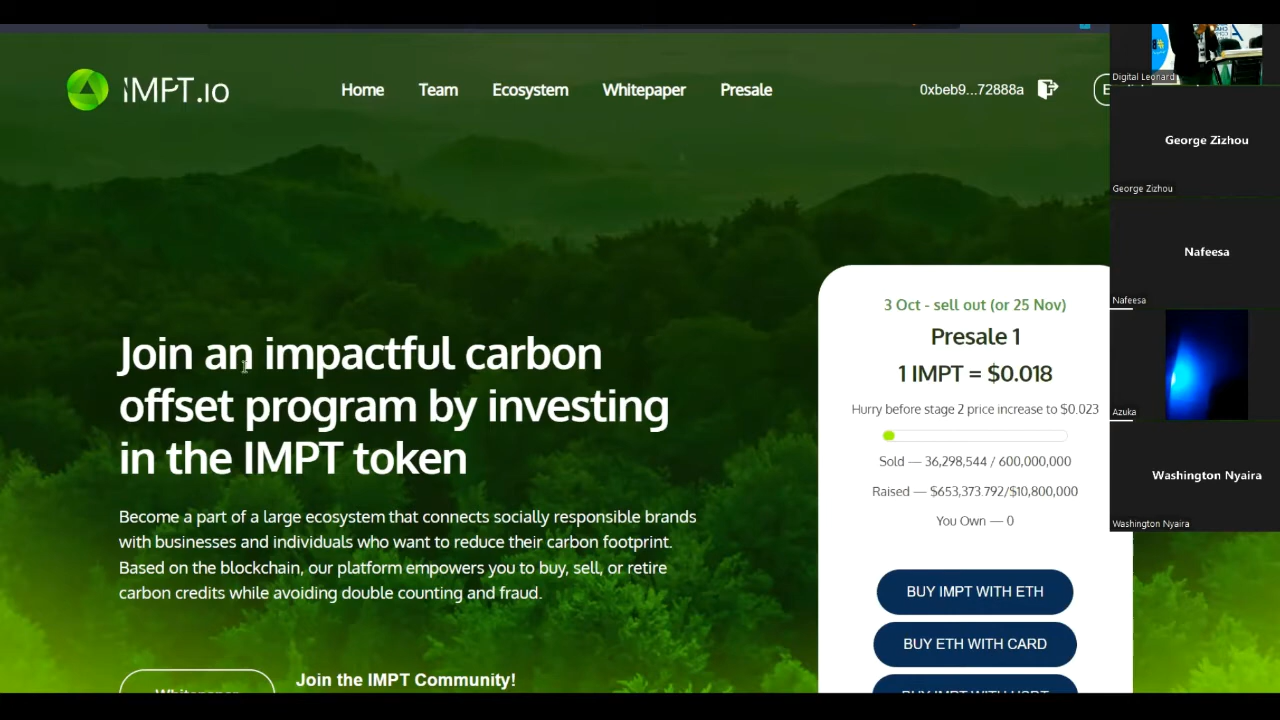 IMPT.io
Home
Team
Ecosystem
Whitepaper
Presale
0xbeb9...72888a
Join an impactful carbon
offset program by investing
in the IMPT token
Become a part of a large ecosystem that connects socially responsible brands
with businesses and individuals who want to reduce their carbon footprint.
Based on the blockchain, our platform empowers you to buy, sell, or retire
carbon credits while avoiding double counting and fraud.
Whitepaper
Join the IMPT Community!
3 Oct - sell out (or 25 Nov)
Presale 1
1 IMPT = $0.018
Hurry before stage 2 price increase to $0.023
Sold — 36,298,544 / 600,000,000
Raised — $653,373.792/$10,800,000
You Own — 0
BUY IMPT WITH ETH
BUY ETH WITH CARD
BUY IMPT WITH USDT
Digital Leonard
George Zizhou
George Zizhou
Nafeesa
Nafeesa
Azuka
Washington Nyaira
Washington Nyaira